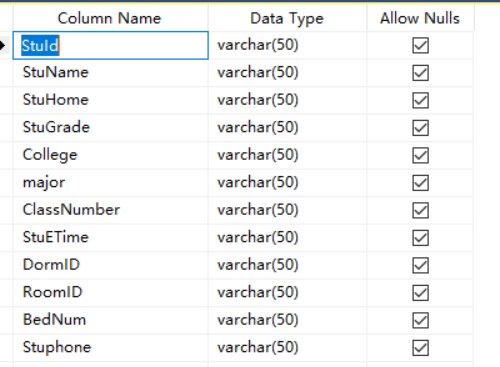 Column Name Data Type Allow Nulls
StuId varchar(50)
StuName varchar(50)
StuHome varchar(50)
StuGrade varchar(50)
College varchar(50)
major varchar(50)
ClassNumber varchar(50)
StuETime varchar(50)
DormID varchar(50)
RoomID varchar(50)
BedNum varchar(50)
Stuphone varchar(50)